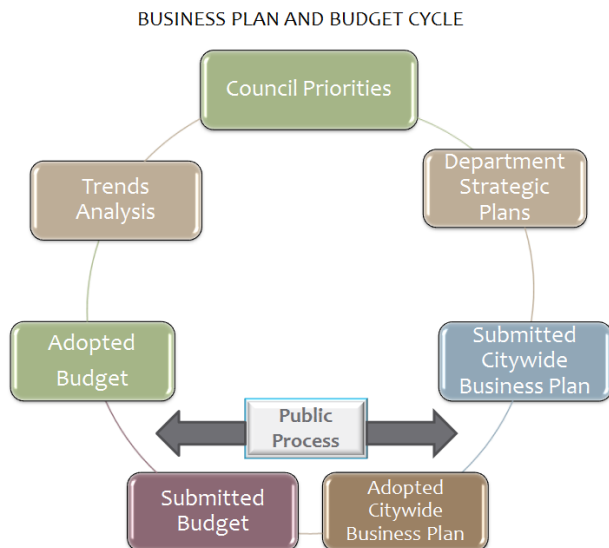 BUSINESS PLAN AND BUDGET CYCLE
Council Priorities
Department
Strategic
Plans
Submitted
Citywide
Business Plan
Adopted
Citywide
Business Plan
Submitted
Budget
Adopted
Budget
Trends
Analysis
Public
Process